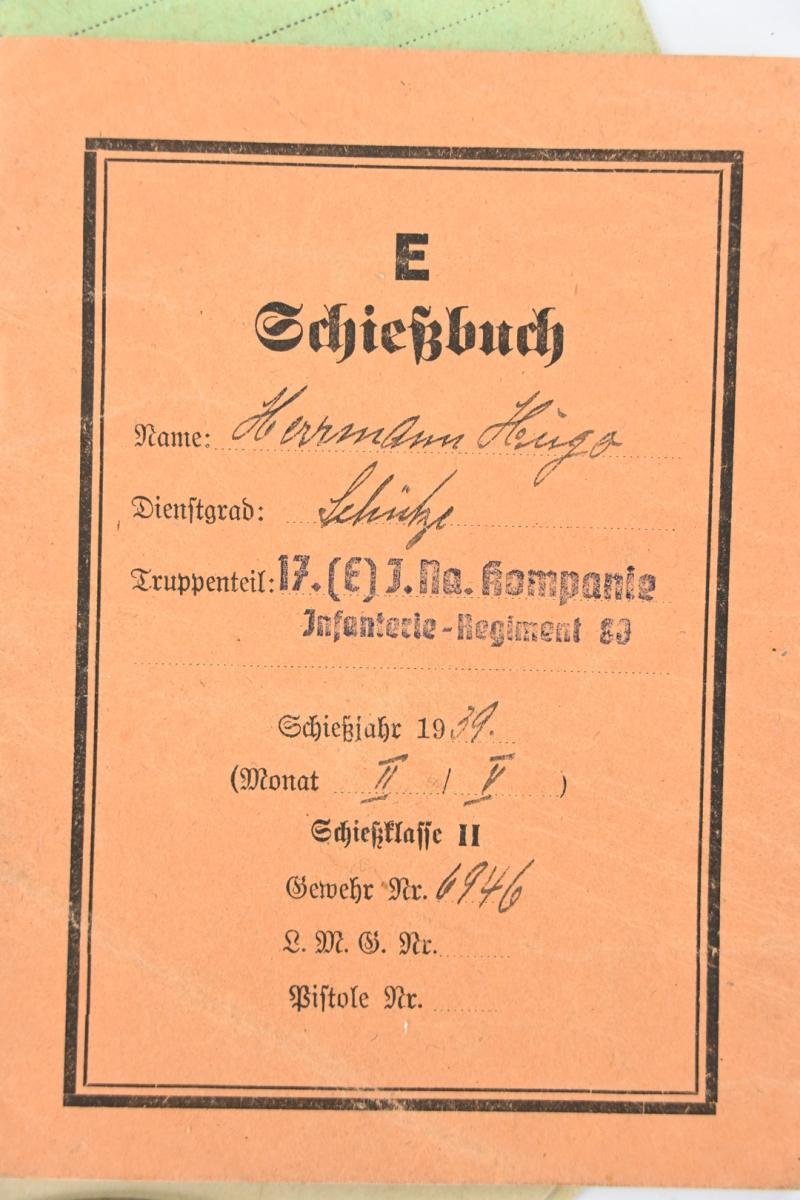 E
Schießbuch
Name: Herrmann Hugo
Dienstgrad: Schütze
Truppenteil: 17. (E) J. Na. Kompanie
Infanterie-Regiment
Schießjahr 1939.
(Monat II / V )
Schießklasse II
Gewehr Nr. 6946
L. M. G. Nr.
Pistole Nr.